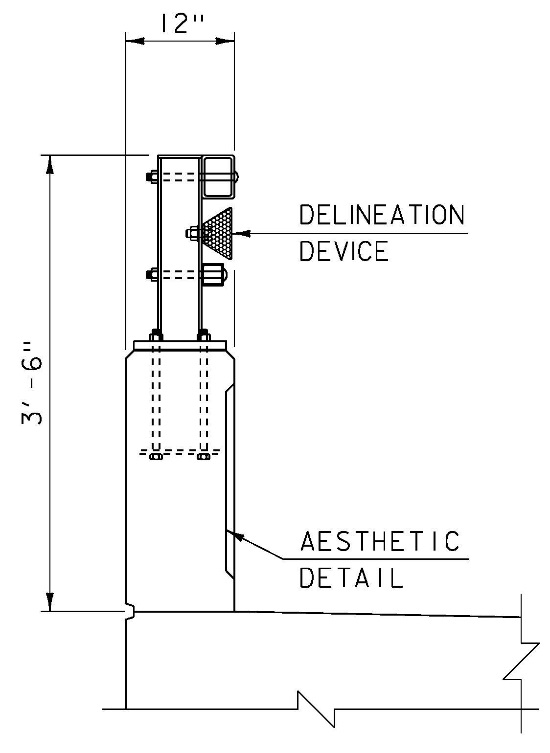 12"
DELINEATION
DEVICE
3'-6"
AESTHETIC
DETAIL